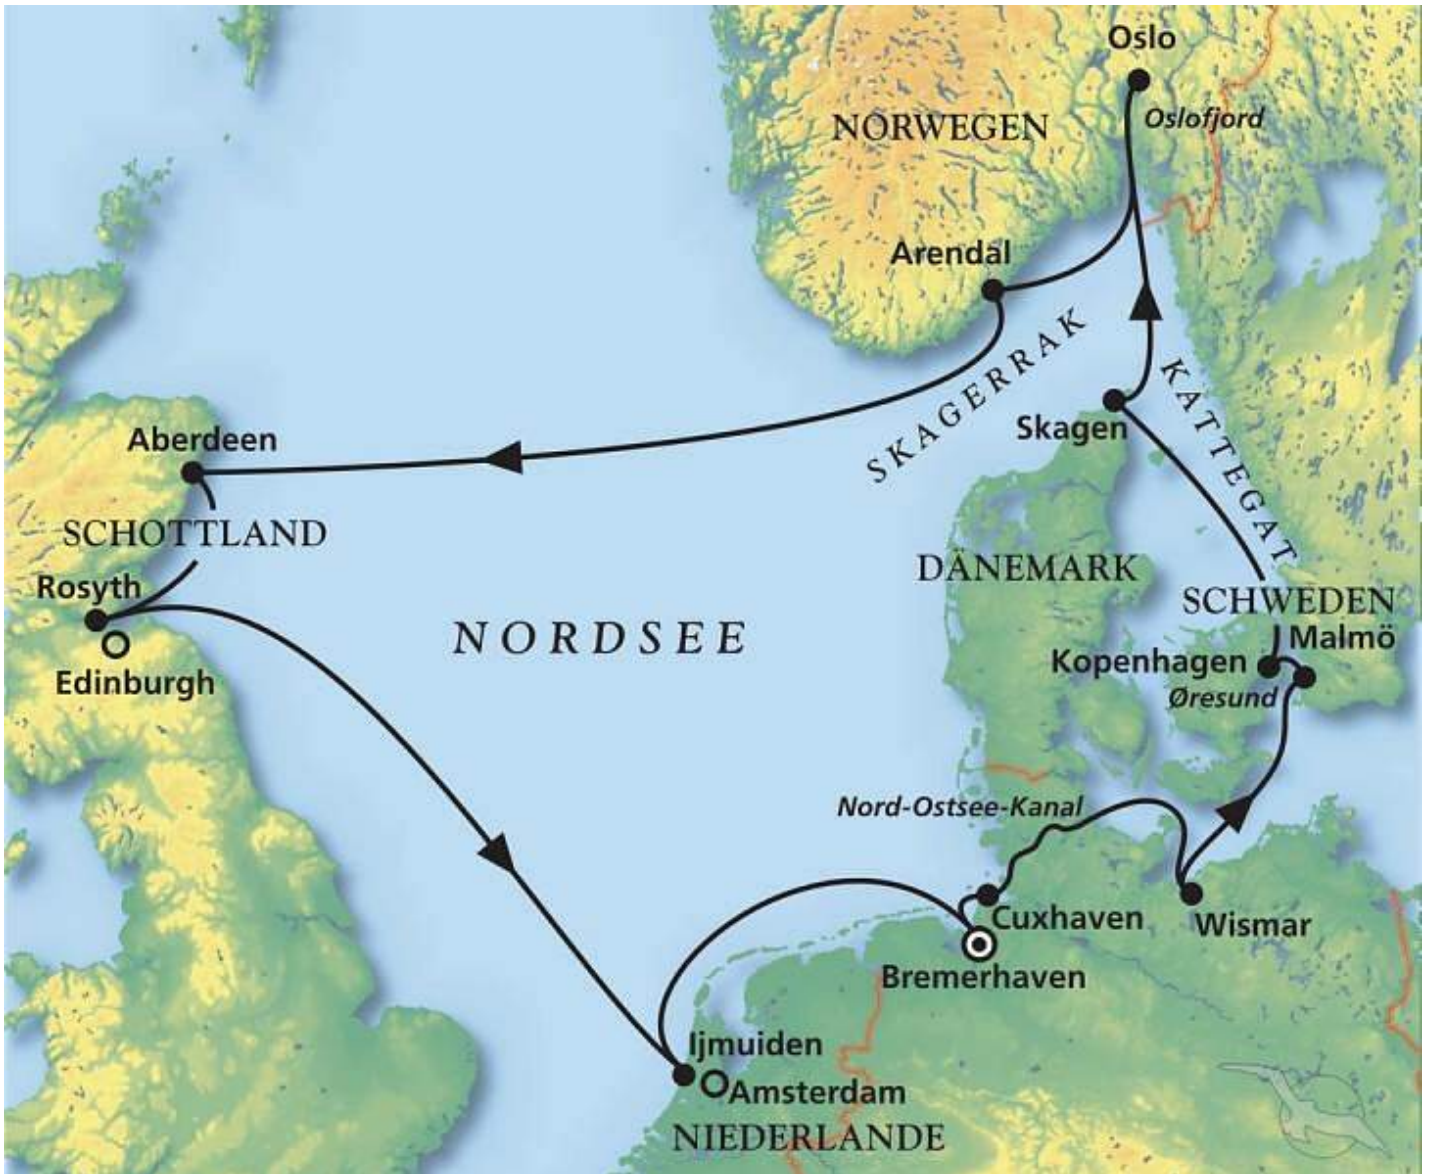 Oslo
Oslofjord
NORWEGEN
Arendal
SKAGERRAK
KATTEGAT
Skagen
Aberdeen
SCHOTTLAND
DÄNEMARK
Rosyth
SCHWEDEN
NORDSEE
Malmö
Kopenhagen
Edinburgh
Øresund
Nord-Ostsee-Kanal
Cuxhaven
Wismar
Bremerhaven
Ijmuiden
Amsterdam
NIEDERLANDE